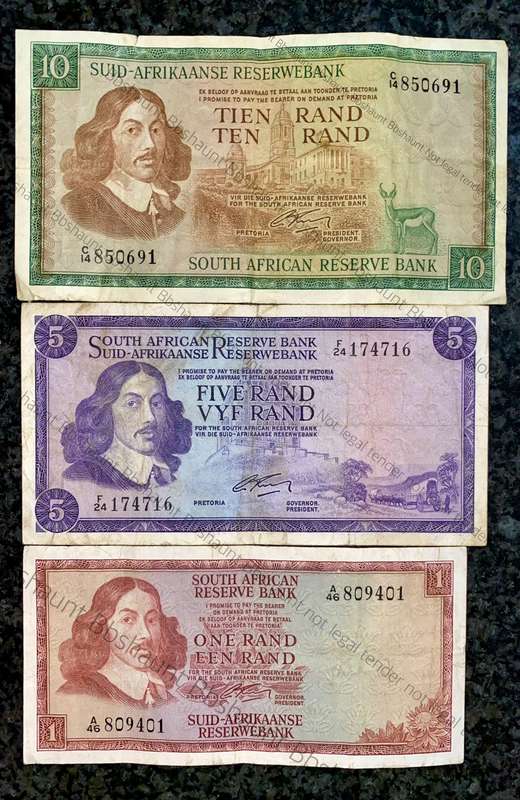 10
SUID-AFRIKAANSE RESERWEBANK
C/14 850691
EK BELOOF OP AANVRAAG TE BETAAL AAN TOONDER TE PRETORIA
I PROMISE TO PAY THE BEARER ON DEMAND AT PRETORIA
TIEN RAND
TEN RAND
VIR DIE SUID-AFRIKAANSE RESERWEBANK
FOR THE SOUTH AFRICAN RESERVE BANK
PRETORIA PRESIDENT. GOVERNOR.
C/14 850691
SOUTH AFRICAN RESERVE BANK
10
5
SOUTH AFRICAN RESERVE BANK
SUID-AFRIKAANSE RESERWEBANK
F/24 174716
5
I PROMISE TO PAY THE BEARER ON DEMAND AT PRETORIA
EK BELOOF OP AANVRAAG TE BETAAL AAN TOONDER TE PRETORIA
FIVE RAND
VYF RAND
FOR THE SOUTH AFRICAN RESERVE BANK
VIR DIE SUID-AFRIKAANSE RESERWEBANK
F/24 174716
PRETORIA GOVERNOR. PRESIDENT.
5
SOUTH AFRICAN
RESERVE BANK
A/46 809401
1
I PROMISE TO PAY THE BEARER
ON DEMAND AT PRETORIA
EK BELOOF OP AANVRAAG TE BETAAL
AAN TOONDER TE PRETORIA
ONE RAND
EEN RAND
FOR THE SOUTH AFRICAN RESERVE BANK
VIR DIE SUID-AFRIKAANSE RESERWEBANK
PRETORIA GOVERNOR. PRESIDENT.
A/46 809401
1
SUID-AFRIKAANSE
RESERWEBANK
Bbshaunt Not legal tender